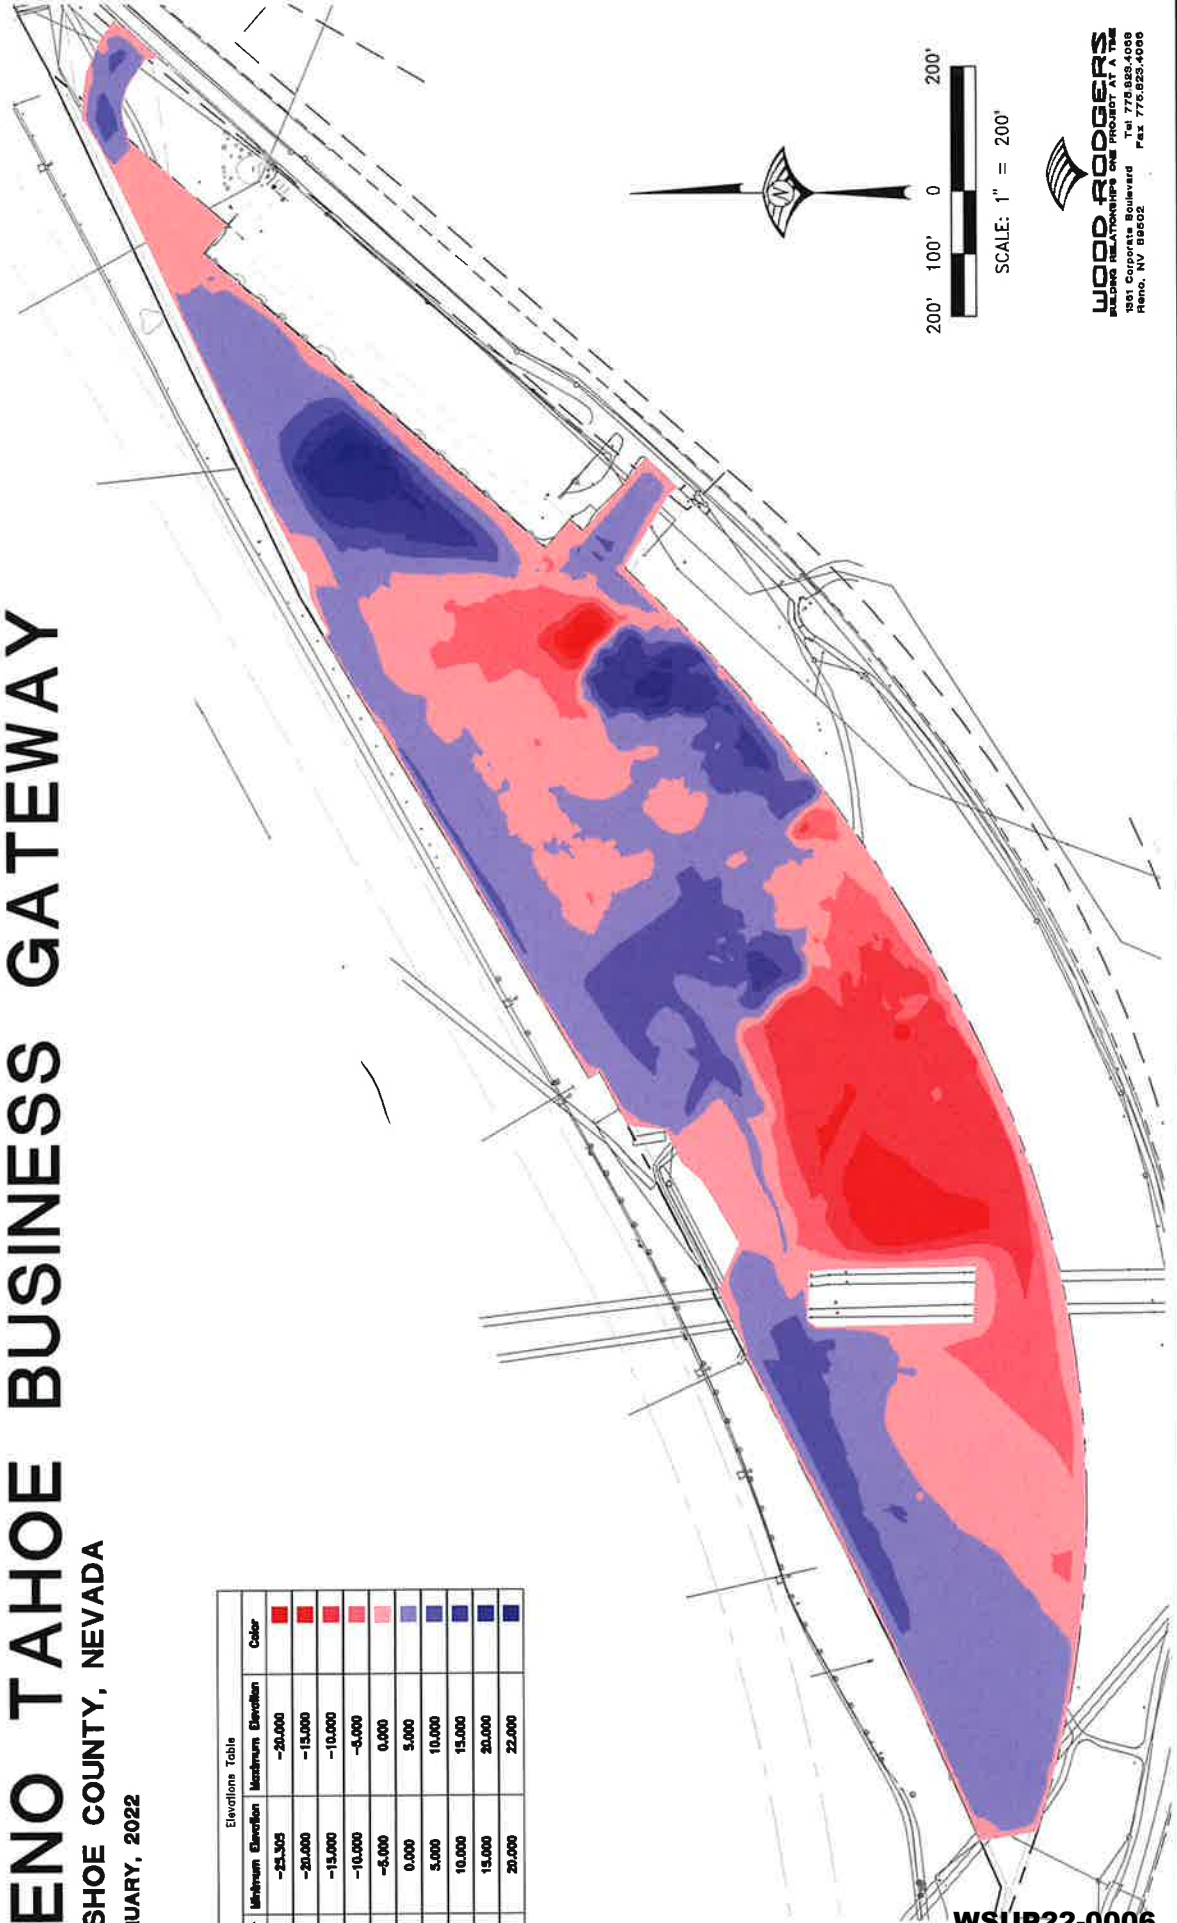 ENO TAHOE BUSINESS GATEWAY
SHOE COUNTY, NEVADA
UARY, 2022
Elevations Table
Minimum Elevation Maximum Elevation Color
-25.305 -20.000
-20.000 -15.000
-15.000 -10.000
-10.000 -5.000
-5.000 0.000
0.000 5.000
5.000 10.000
10.000 15.000
15.000 20.000
20.000 22.000
N
200' 100' 0 200'
SCALE: 1" = 200'
WOOD RODGERS
BUILDING RELATIONSHIPS ONE PROJECT AT A TIME
1361 Corporate Boulevard Tel 775.823.4068
Reno, NV 89502 Fax 775.823.4066
WSUP22-0006